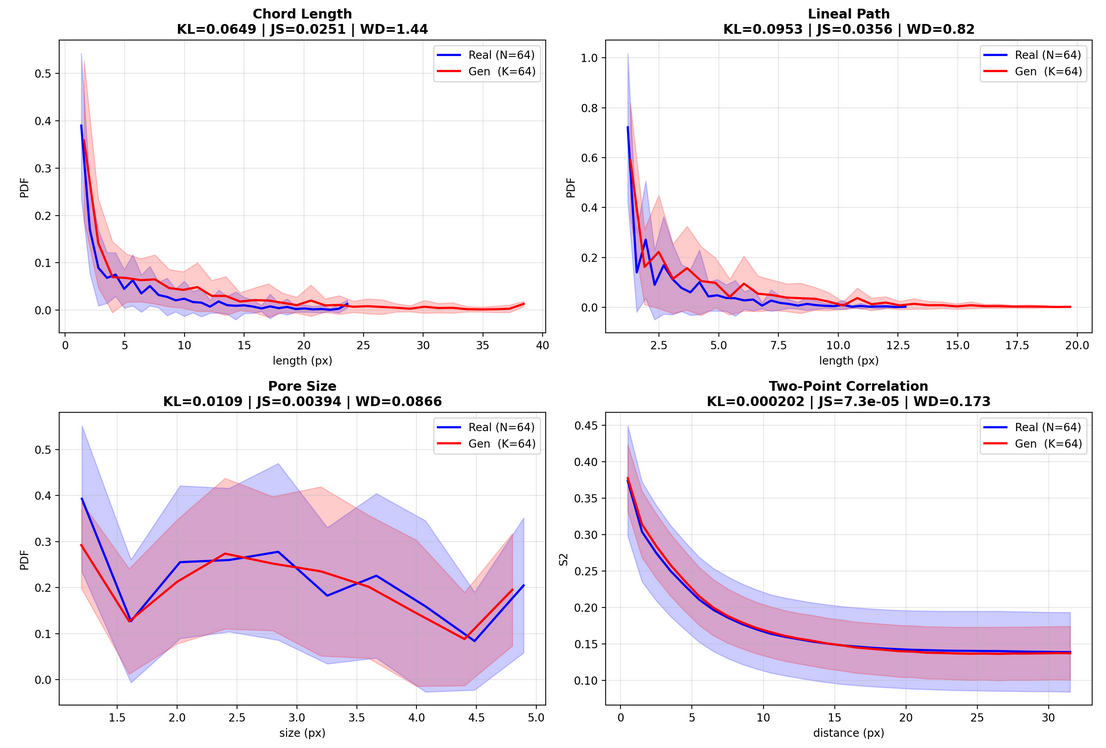 Chord Length
KL=0.0649 | JS=0.0251 | WD=1.44
Real (N=64)
Gen (K=64)
PDF
0.5
0.4
0.3
0.2
0.1
0.0
0 5 10 15 20 25 30 35 40
length (px)
Lineal Path
KL=0.0953 | JS=0.0356 | WD=0.82
Real (N=64)
Gen (K=64)
PDF
1.0
0.8
0.6
0.4
0.2
0.0
2.5 5.0 7.5 10.0 12.5 15.0 17.5 20.0
length (px)
Pore Size
KL=0.0109 | JS=0.00394 | WD=0.0866
Real (N=64)
Gen (K=64)
PDF
0.5
0.4
0.3
0.2
0.1
0.0
1.5 2.0 2.5 3.0 3.5 4.0 4.5 5.0
size (px)
Two-Point Correlation
KL=0.000202 | JS=7.3e-05 | WD=0.173
Real (N=64)
Gen (K=64)
S2
0.45
0.40
0.35
0.30
0.25
0.20
0.15
0.10
0 5 10 15 20 25 30
distance (px)